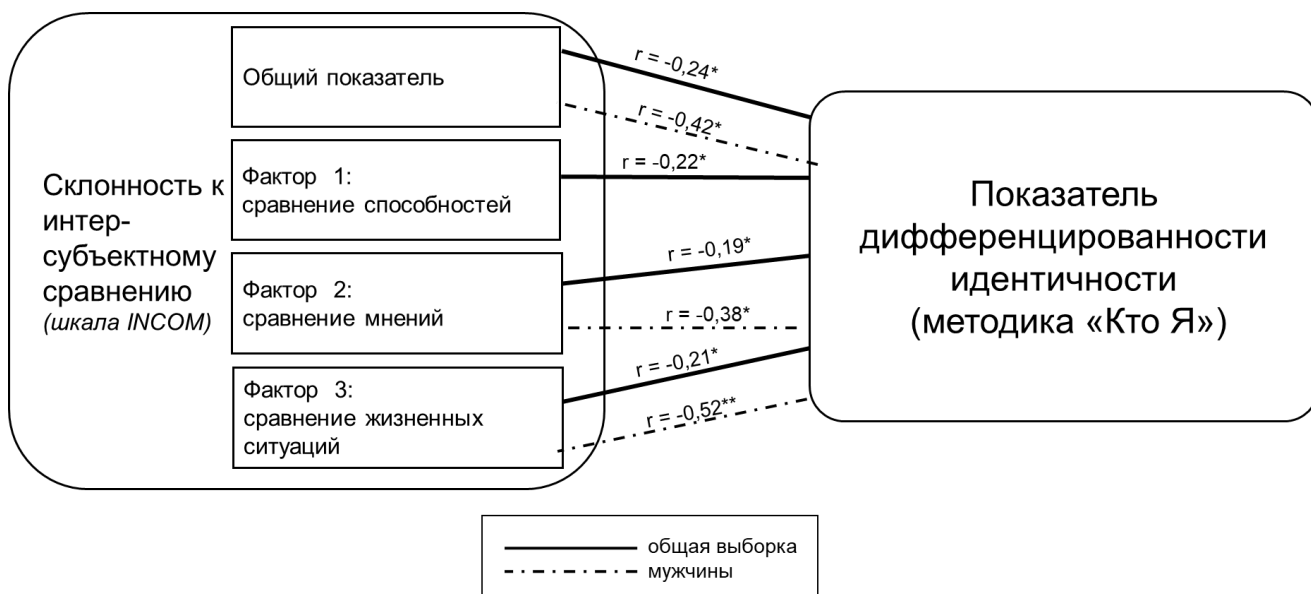 Склонность к
интер-
субъектному
сравнению
(шкала INCOM)
Общий показатель
Фактор 1:
сравнение способностей
Фактор 2:
сравнение мнений
Фактор 3:
сравнение жизненных
ситуаций
r = -0,24*
r = -0,42*
r = -0,22*
r = -0,19*
r = -0,38*
r = -0,21*
r = -0,52**
Показатель
дифференцированности
идентичности
(методика «Кто Я»)
общая выборка
мужчины